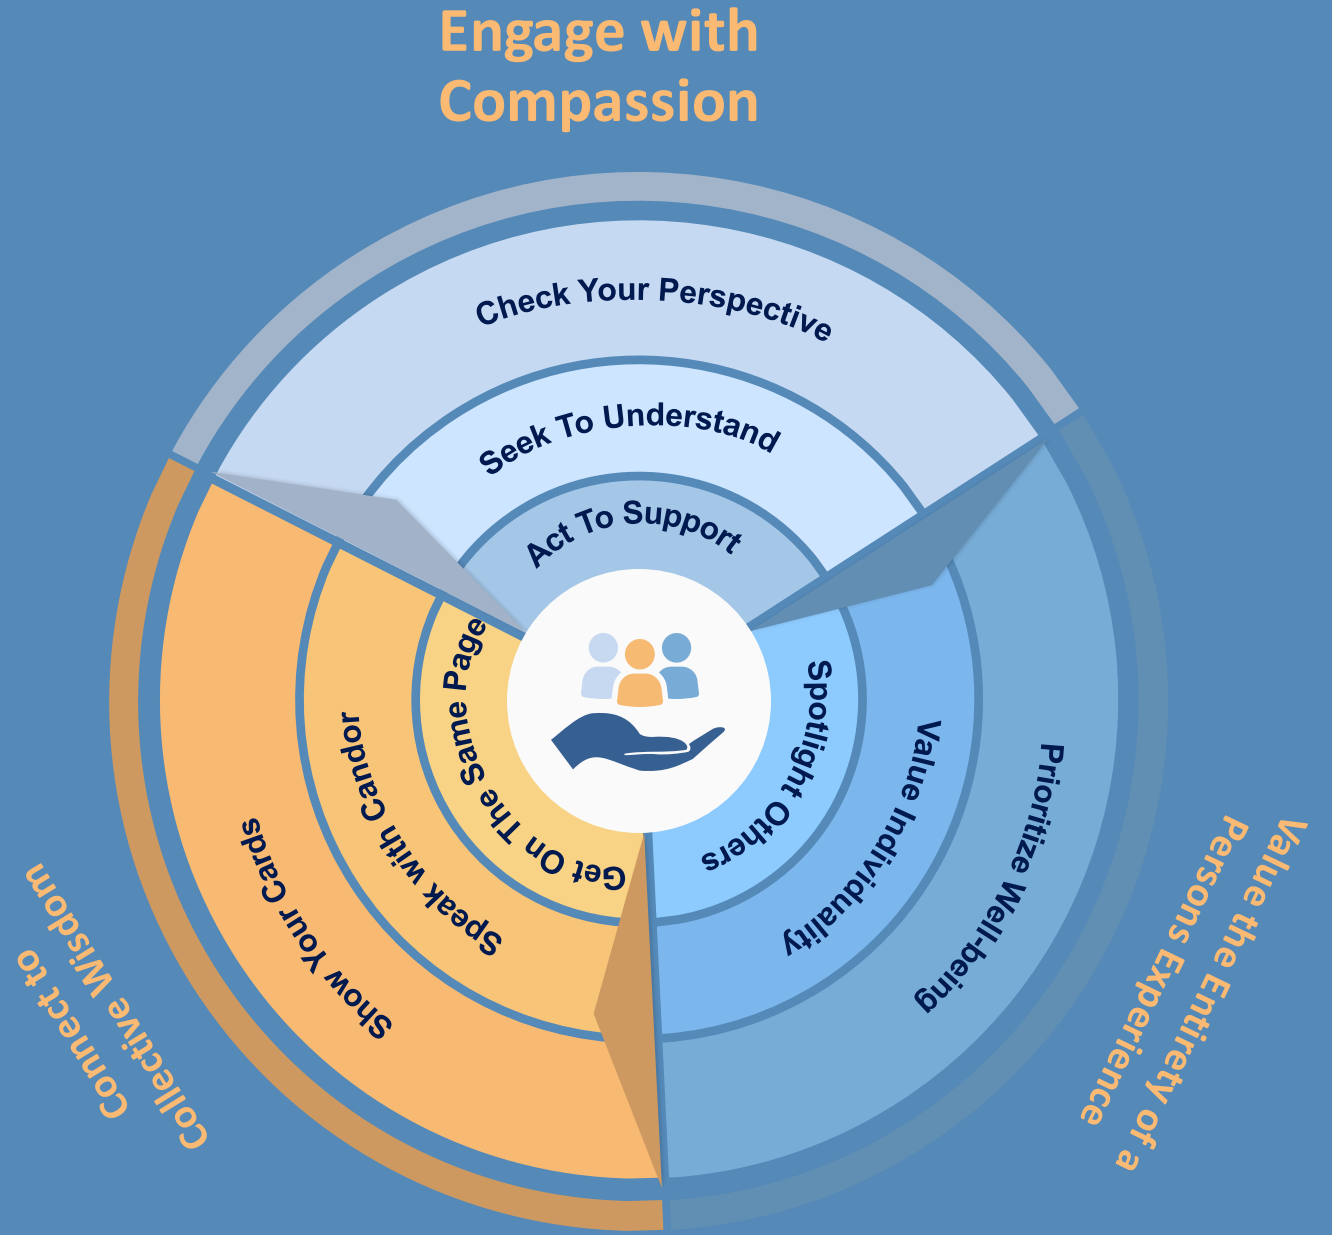 Engage with
Compassion
Check Your Perspective
Seek To Understand
Act To Support
Spotlight Others
Value Individuality
Prioritize Well-being
Value the Entirety of a
Persons Experience
Get On The Same Page
Speak with Candor
Show Your Cards
Connect to
Collective Wisdom